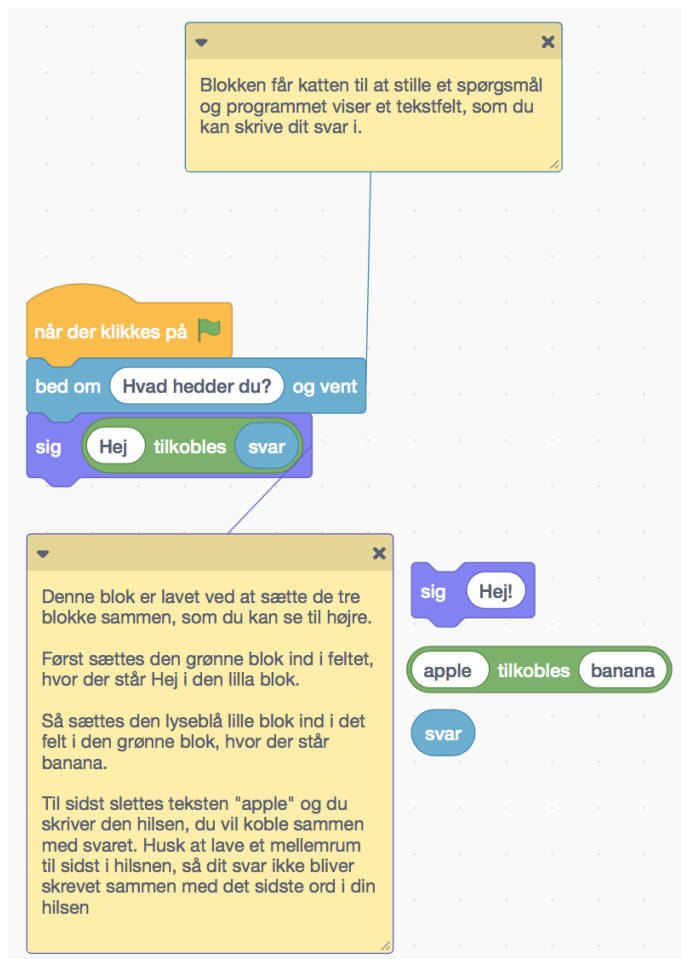 Blokken får katten til at stille et spørgsmål
og programmet viser et tekstfelt, som du
kan skrive dit svar i.
når der klikkes på
bed om Hvad hedder du? og vent
sig Hej tilkobles svar
Denne blok er lavet ved at sætte de tre
blokke sammen, som du kan se til højre.
Først sættes den grønne blok ind i feltet,
hvor der står Hej i den lilla blok.
Så sættes den lyseblå lille blok ind i det
felt i den grønne blok, hvor der står
banana.
Til sidst slettes teksten "apple" og du
skriver den hilsen, du vil koble sammen
med svaret. Husk at lave et mellemrum
til sidst i hilsnen, så dit svar ikke bliver
skrevet sammen med det sidste ord i din
hilsen
sig Hej!
apple tilkobles banana
svar